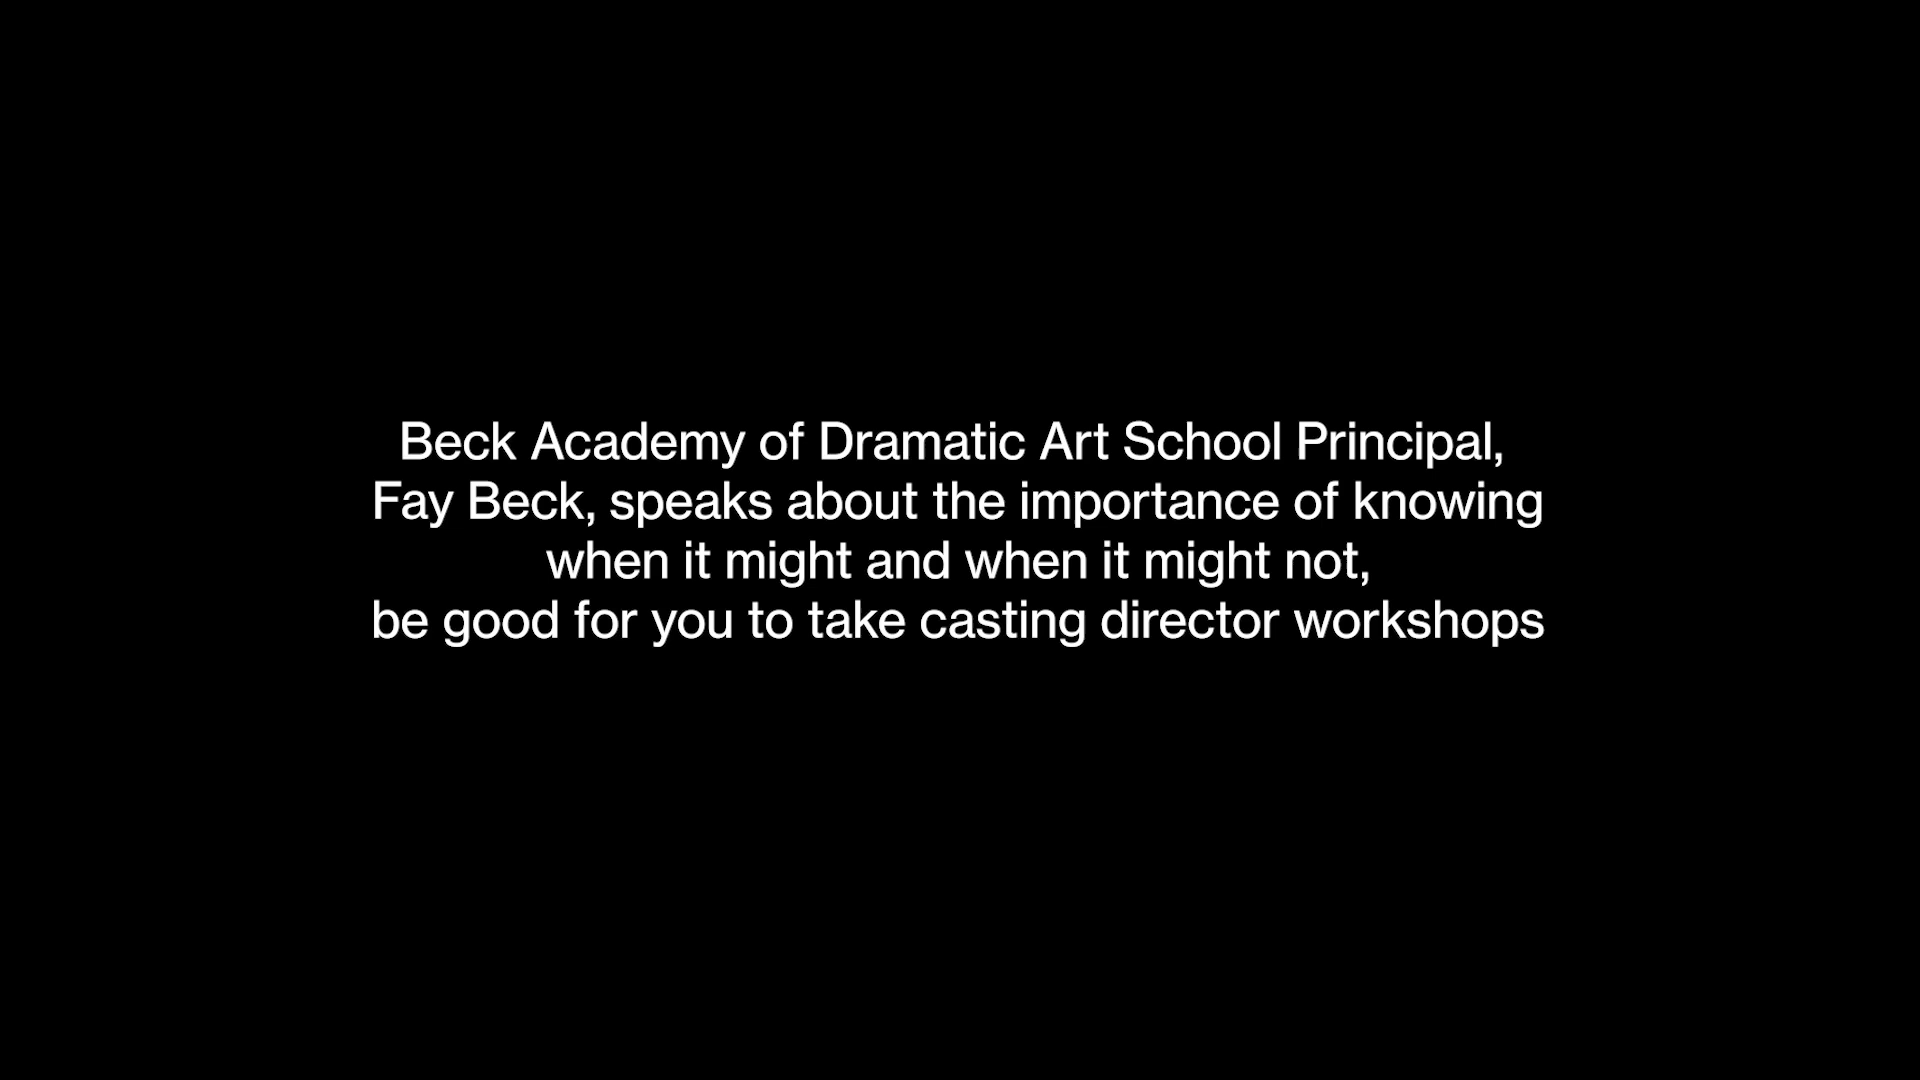 Beck Academy of Dramatic Art School Principal,
Fay Beck, speaks about the importance of knowing
when it might and when it might not,
be good for you to take casting director workshops